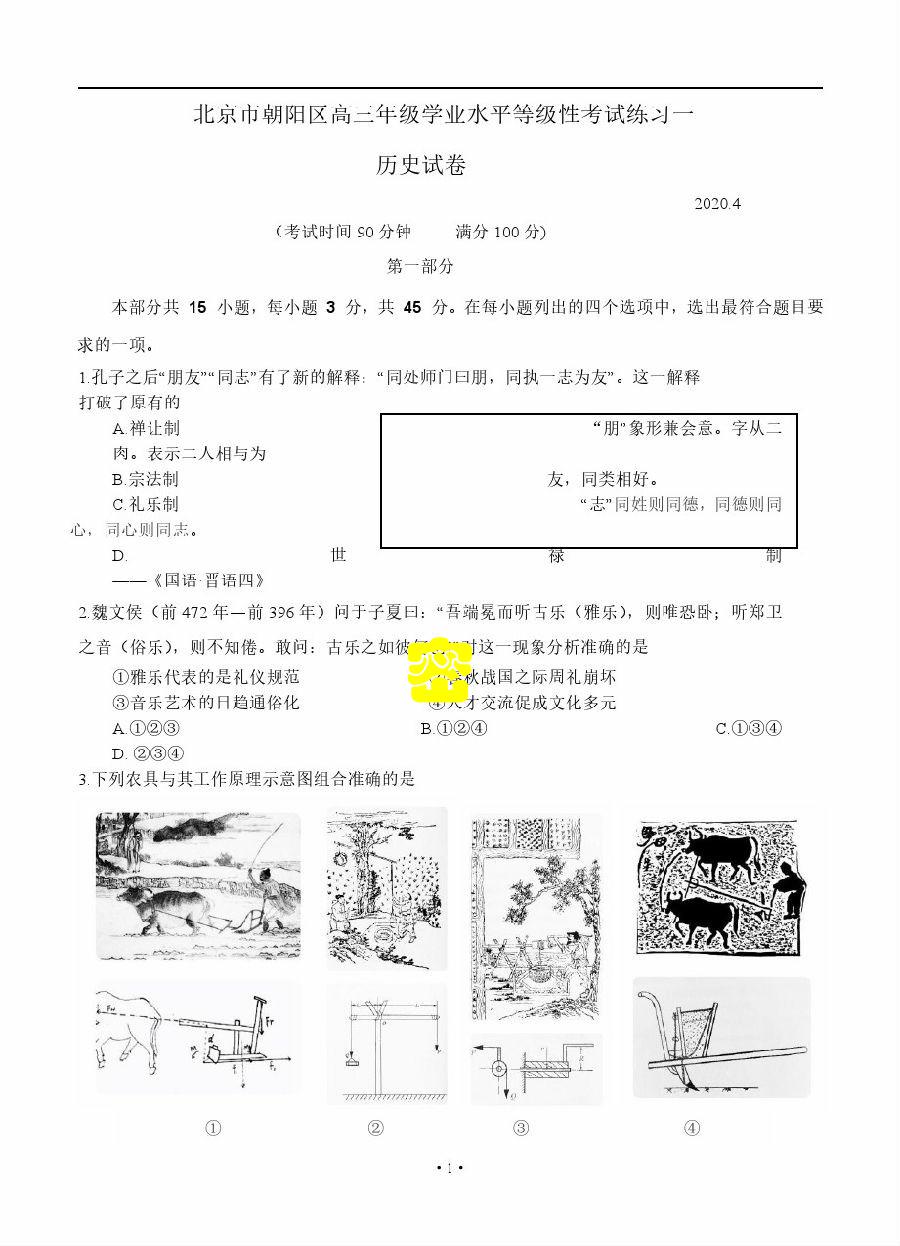 北京市朝阳区高三年级学业水平等级性考试练习一
历史试卷
2020.4
（考试时间 90 分钟 满分 100 分)
第一部分
本部分共 15 小题，每小题 3 分，共 45 分。在每小题列出的四个选项中，选出最符合题目要
求的一项。
1.孔子之后“朋友”“同志”有了新的解释：“同处师门曰朋，同执一志为友”。这一解释
打破了原有的
A.禅让制 “朋”象形兼会意。字从二
肉。表示二人相与为
B.宗法制 友，同类相好。
C.礼乐制 “志”同姓则同德，同德则同
心，同心则同志。
D. 世 禄 制
——《国语·晋语四》
2.魏文侯（前 472 年—前 396 年）问于子夏曰：“吾端冕而听古乐（雅乐），则唯恐卧；听郑卫
之音（俗乐），则不知倦。敢问：古乐之如彼 对这一现象分析准确的是
①雅乐代表的是礼仪规范 秋战国之际周礼崩坏
③音乐艺术的日趋通俗化 ④人才交流促成文化多元
A.①②③ B.①②④ C.①③④
D. ②③④
3.下列农具与其工作原理示意图组合准确的是
① ② ③ ④
·1·